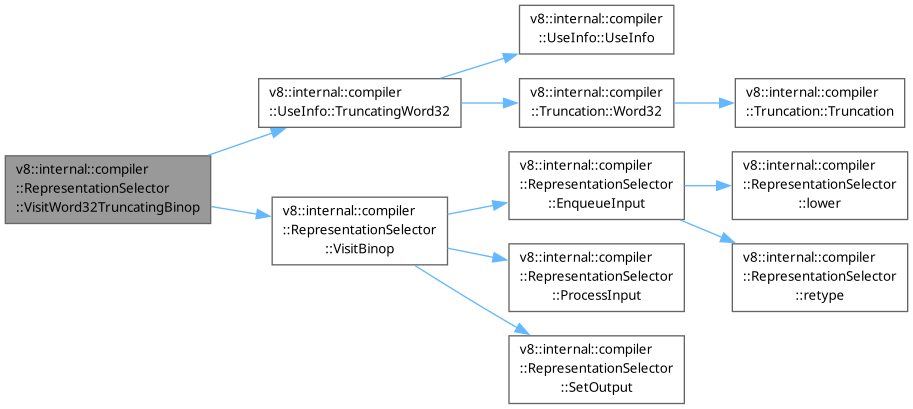 v8::internal::compiler
::RepresentationSelector
::VisitWord32TruncatingBinop
v8::internal::compiler
::UseInfo::TruncatingWord32
v8::internal::compiler
::UseInfo::UseInfo
v8::internal::compiler
::Truncation::Word32
v8::internal::compiler
::Truncation::Truncation
v8::internal::compiler
::RepresentationSelector
::VisitBinop
v8::internal::compiler
::RepresentationSelector
::EnqueueInput
v8::internal::compiler
::RepresentationSelector
::lower
v8::internal::compiler
::RepresentationSelector
::retype
v8::internal::compiler
::RepresentationSelector
::ProcessInput
v8::internal::compiler
::RepresentationSelector
::SetOutput